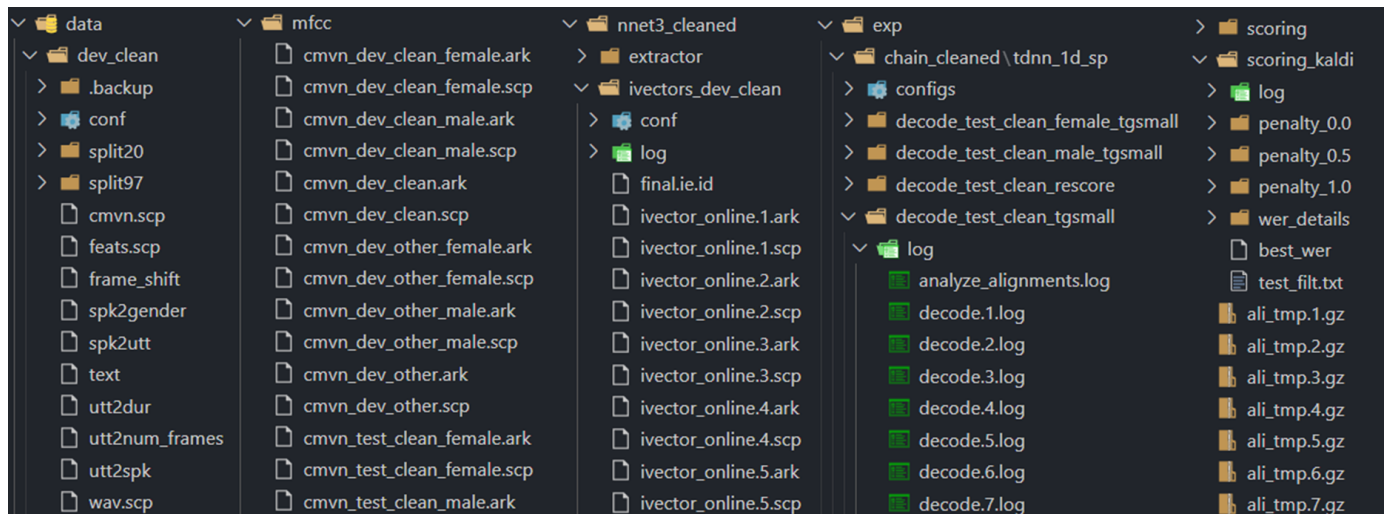 data
dev_clean
.backup
conf
split20
split97
cmvn.scp
feats.scp
frame_shift
spk2gender
spk2utt
text
utt2dur
utt2num_frames
utt2spk
wav.scp
mfcc
cmvn_dev_clean_female.ark
cmvn_dev_clean_female.scp
cmvn_dev_clean_male.ark
cmvn_dev_clean_male.scp
cmvn_dev_clean.ark
cmvn_dev_clean.scp
cmvn_dev_other_female.ark
cmvn_dev_other_female.scp
cmvn_dev_other_male.ark
cmvn_dev_other_male.scp
cmvn_dev_other.ark
cmvn_dev_other.scp
cmvn_test_clean_female.ark
cmvn_test_clean_female.scp
cmvn_test_clean_male.ark
nnet3_cleaned
extractor
ivectors_dev_clean
conf
log
final.ie.id
ivector_online.1.ark
ivector_online.1.scp
ivector_online.2.ark
ivector_online.2.scp
ivector_online.3.ark
ivector_online.3.scp
ivector_online.4.ark
ivector_online.4.scp
ivector_online.5.ark
ivector_online.5.scp
exp
chain_cleaned\tdnn_1d_sp
configs
decode_test_clean_female_tgsmall
decode_test_clean_male_tgsmall
decode_test_clean_rescore
decode_test_clean_tgsmall
log
analyze_alignments.log
decode.1.log
decode.2.log
decode.3.log
decode.4.log
decode.5.log
decode.6.log
decode.7.log
scoring
scoring_kaldi
log
penalty_0.0
penalty_0.5
penalty_1.0
wer_details
best_wer
test_filt.txt
ali_tmp.1.gz
ali_tmp.2.gz
ali_tmp.3.gz
ali_tmp.4.gz
ali_tmp.5.gz
ali_tmp.6.gz
ali_tmp.7.gz